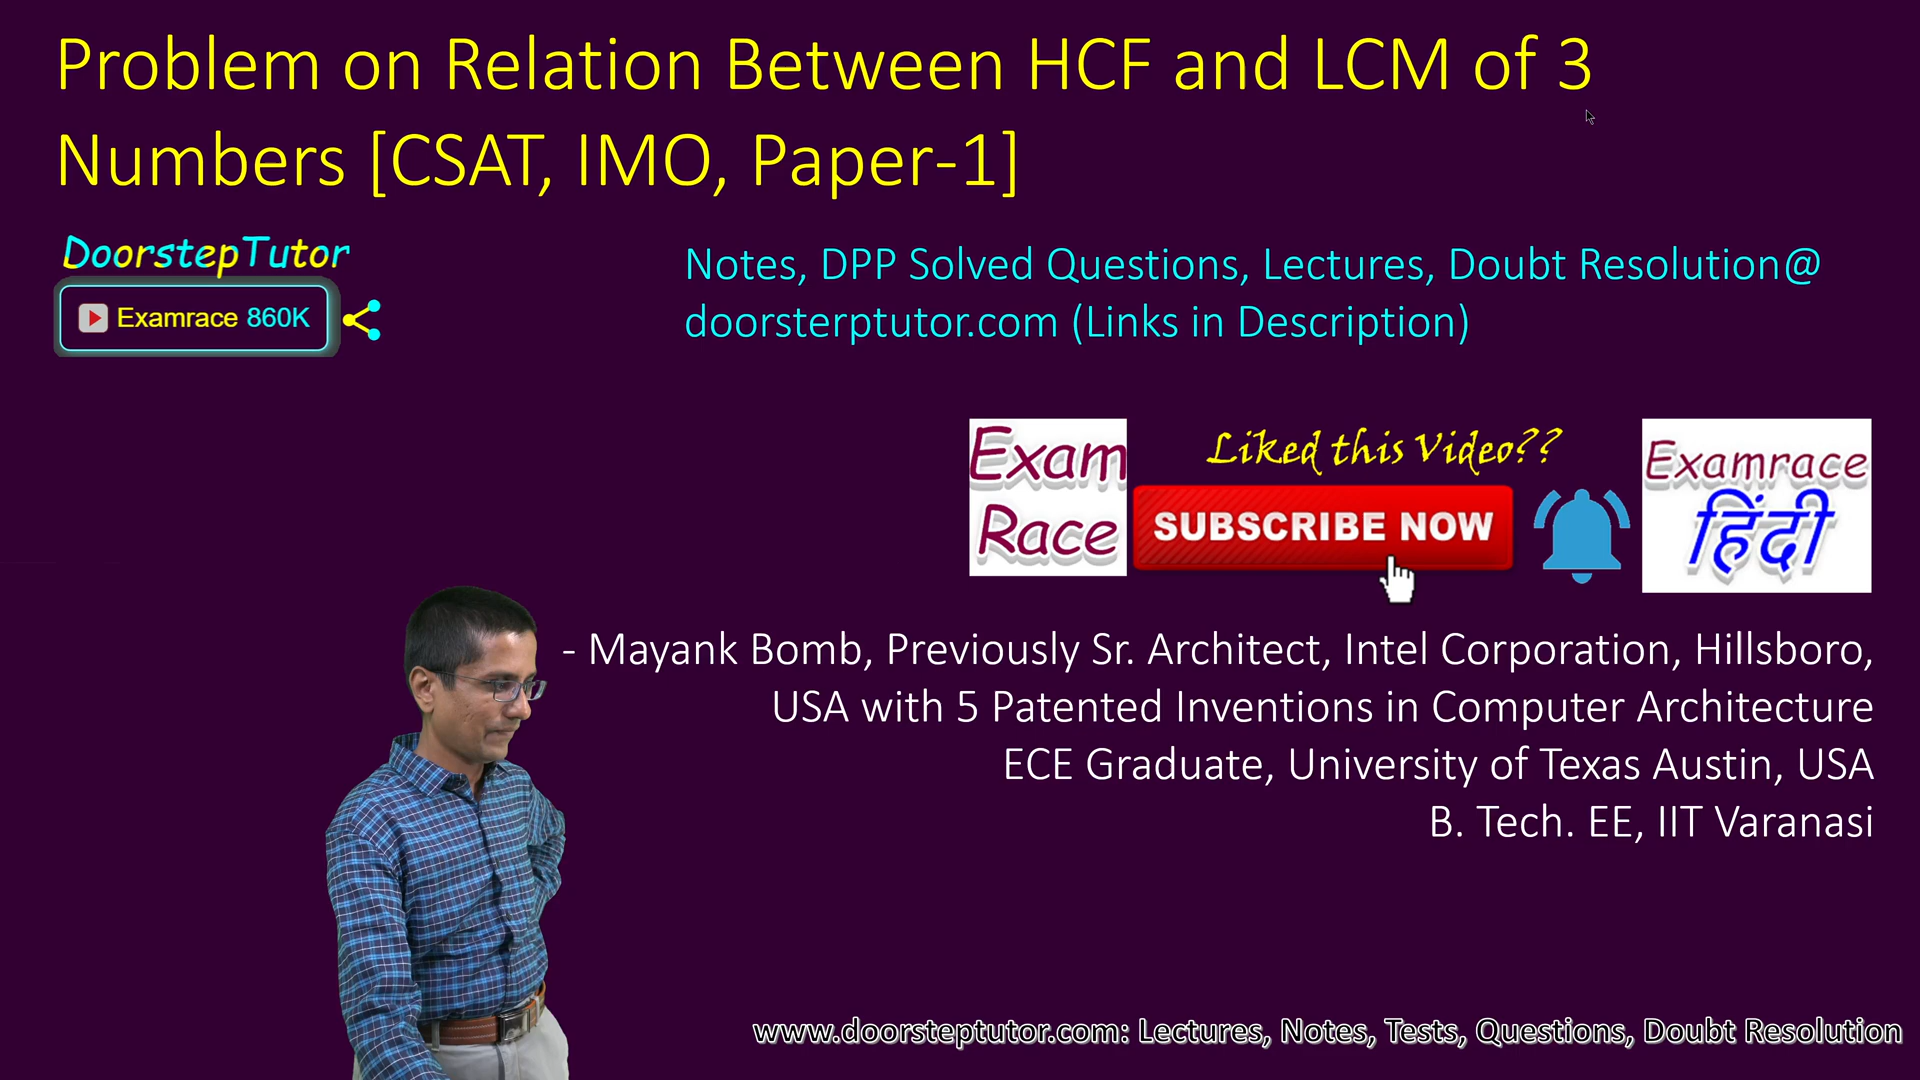 Problem on Relation Between HCF and LCM of 3
Numbers [CSAT, IMO, Paper-1]
DoorstepTutor
Examrace 860K
Notes, DPP Solved Questions, Lectures, Doubt Resolution@
doorsterptutor.com (Links in Description)
Exam
Race
Liked this Video??
SUBSCRIBE NOW
Examrace
हिंदी
- Mayank Bomb, Previously Sr. Architect, Intel Corporation, Hillsboro,
USA with 5 Patented Inventions in Computer Architecture
ECE Graduate, University of Texas Austin, USA
B. Tech. EE, IIT Varanasi
www.doorsteptutor.com: Lectures, Notes, Tests, Questions, Doubt Resolution